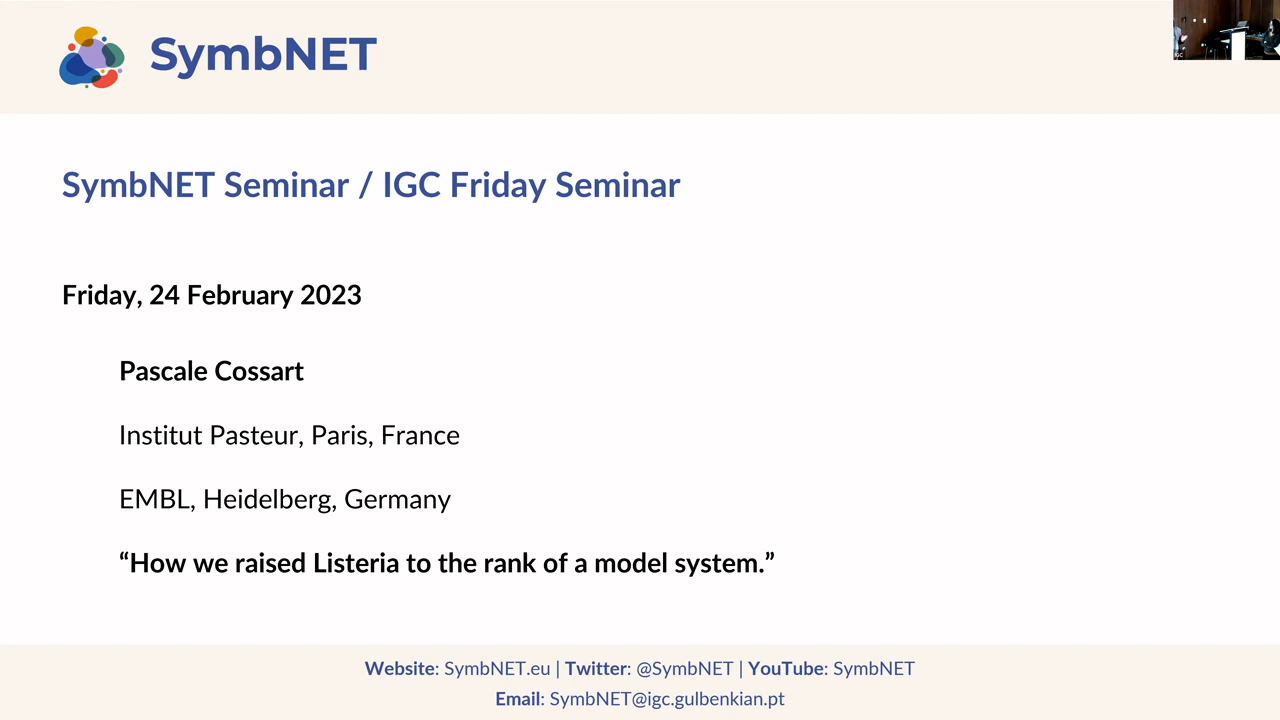 SymbNET
IGC
SymbNET Seminar / IGC Friday Seminar
Friday, 24 February 2023
Pascale Cossart
Institut Pasteur, Paris, France
EMBL, Heidelberg, Germany
“How we raised Listeria to the rank of a model system.”
Website: SymbNET.eu | Twitter: @SymbNET | YouTube: SymbNET
Email: SymbNET@igc.gulbenkian.pt